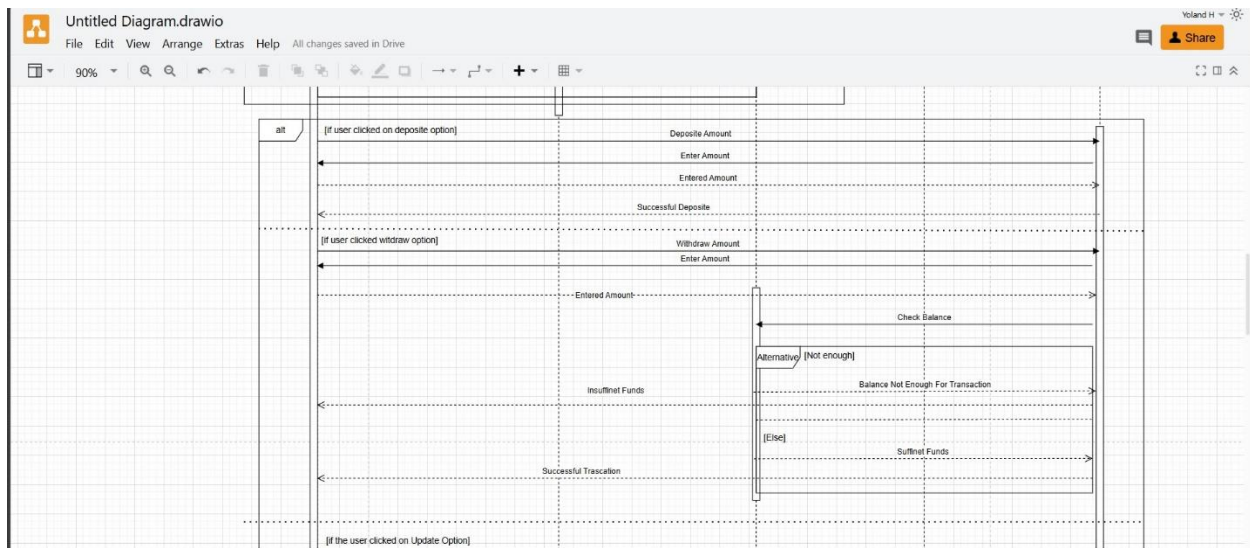 Untitled Diagram.drawio
Yoland H
File Edit View Arrange Extras Help All changes saved in Drive
Share
90%
alt
[if user clicked on deposite option]
Deposite Amount
Enter Amount
Entered Amount
Successful Deposite
[if user clicked witdraw option]
Withdraw Amount
Enter Amount
Entered Amount
Check Balance
Alternative [Not enough]
Balance Not Enough For Transaction
Insuffinet Funds
[Else]
Suffinet Funds
Successful Trascation
[if the user clicked on Update Option]